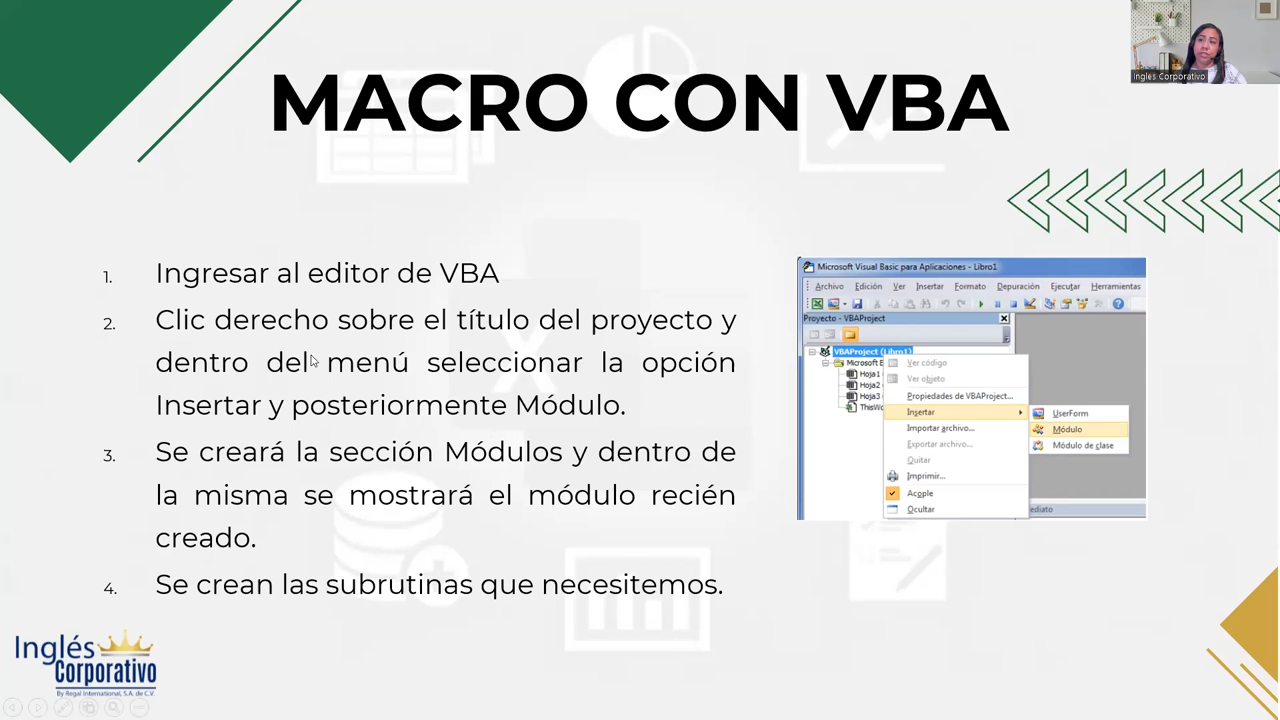 MACRO CON VBA
Ingles Corporativo
1. Ingresar al editor de VBA
2. Clic derecho sobre el título del proyecto y
dentro del menú seleccionar la opción
Insertar y posteriormente Módulo.
3. Se creará la sección Módulos y dentro de
la misma se mostrará el módulo recién
creado.
4. Se crean las subrutinas que necesitemos.
Microsoft Visual Basic para Aplicaciones - Libro1
Archivo Edición Ver Insertar Formato Depuración Ejecutar Herramientas
Proyecto - VBAProject
VBAProject (Libro1)
Microsoft E
Hoja1
Hoja2
Hoja3
ThisWo
Ver código
Ver objeto
Propiedades de VBAProject...
Insertar
Importar archivo...
Exportar archivo...
Quitar
Imprimir...
Acople
Ocultar
UserForm
Módulo
Módulo de clase
ediato
Inglés
Corporativo
By Regal International, S.A. de C.V.